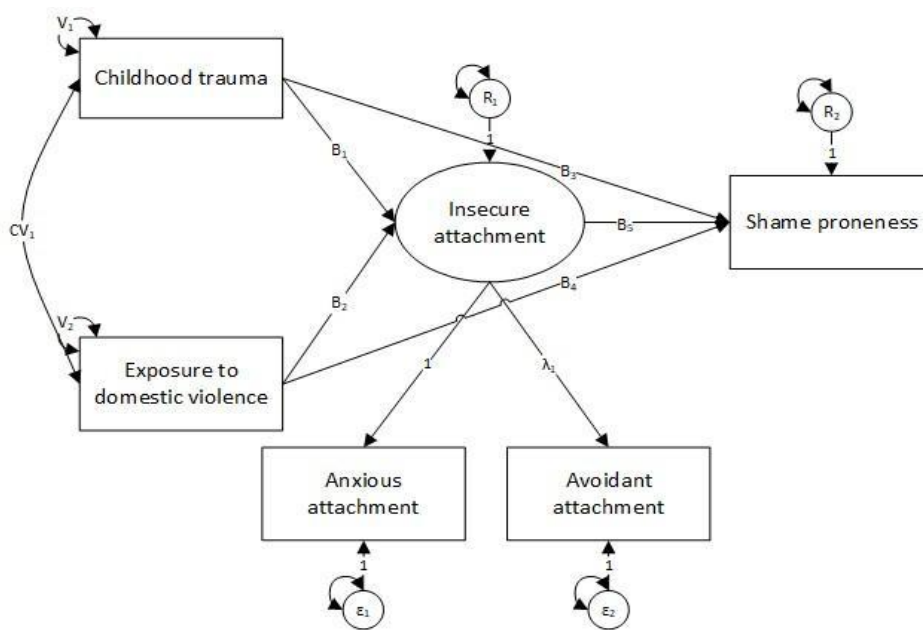 V₁
Childhood trauma
R₁
R₂
1
1
B₁
B₃
Insecure
attachment
B₅
Shame proneness
CV₁
B₂
B₄
V₂
Exposure to
domestic violence
1
λ₁
Anxious
attachment
Avoidant
attachment
1
1
ε₁
ε₂